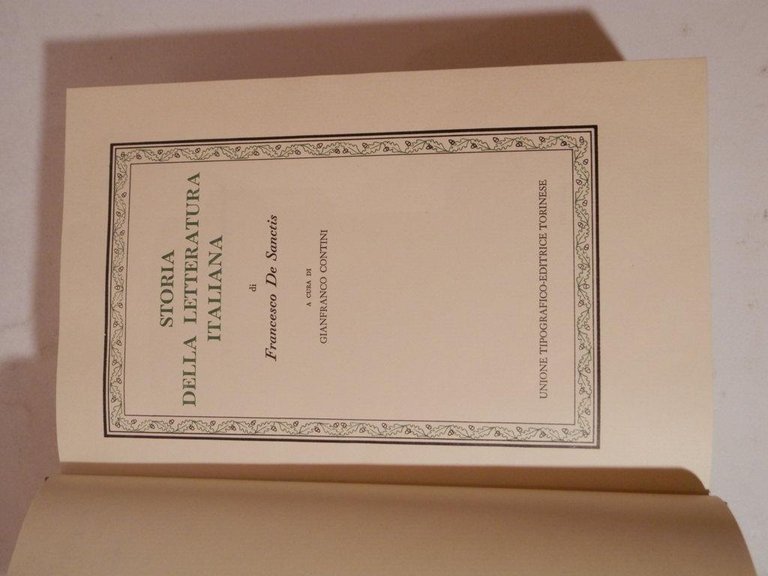 STORIA
DELLA LETTERATURA
ITALIANA
di
Francesco De Sanctis
A CURA DI
GIANFRANCO CONTINI
UNIONE TIPOGRAFICO-EDITRICE TORINESE